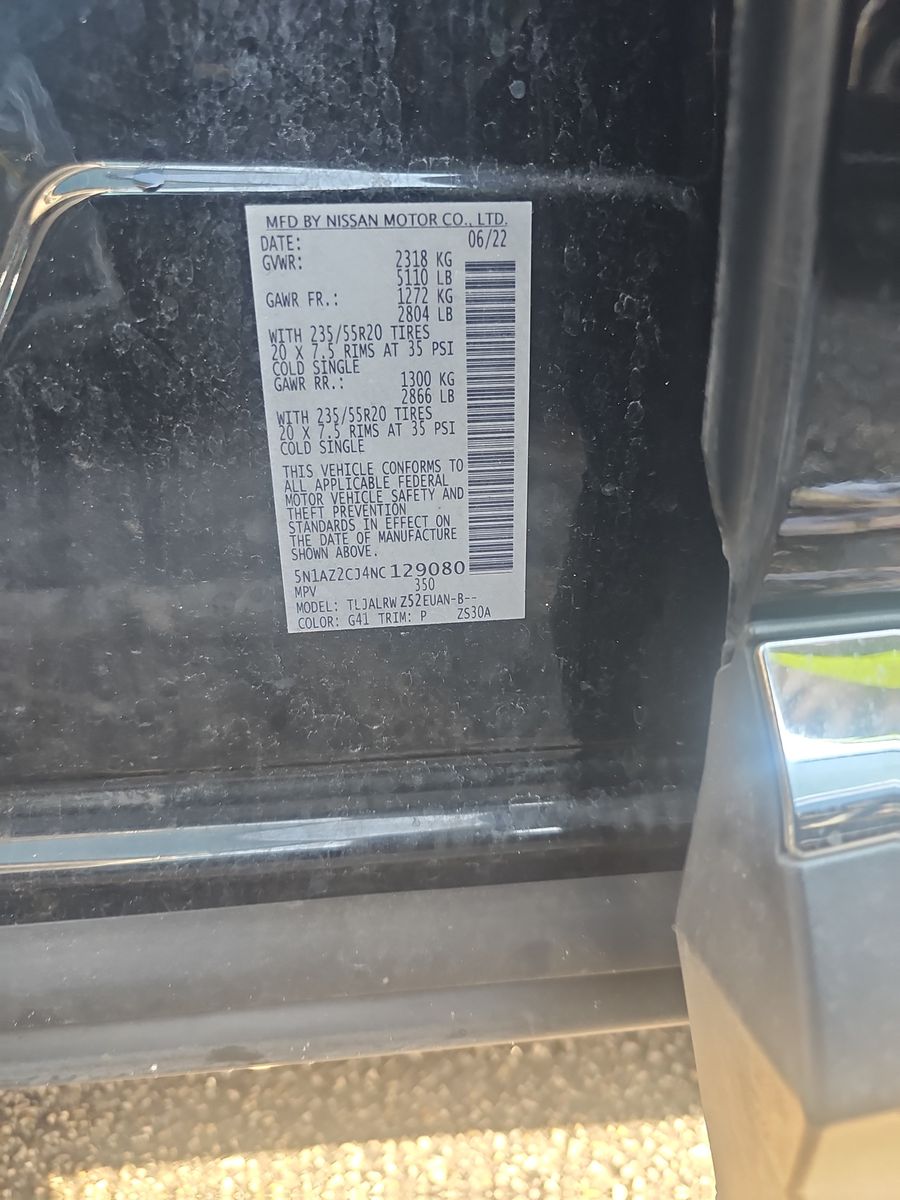 MFD BY NISSAN MOTOR CO., LTD.
DATE: 06/22
GVWR: 2318 KG
5110 LB
GAWR FR.: 1272 KG
2804 LB
WITH 235/55R20 TIRES
20 X 7.5 RIMS AT 35 PSI
COLD SINGLE
GAWR RR.: 1300 KG
2866 LB
WITH 235/55R20 TIRES
20 X 7.5 RIMS AT 35 PSI
COLD SINGLE
THIS VEHICLE CONFORMS TO
ALL APPLICABLE FEDERAL
MOTOR VEHICLE SAFETY AND
THEFT PREVENTION
STANDARDS IN EFFECT ON
THE DATE OF MANUFACTURE
SHOWN ABOVE.
5N1AZ2CJ4NC129080
MPV 350
MODEL: TLJALRWZ52EUAN-B--
COLOR: G41 TRIM: P ZS30A